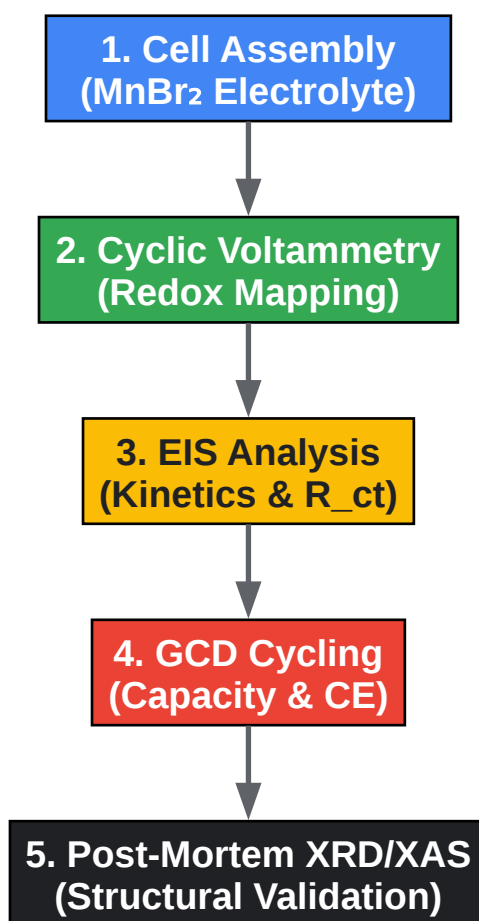 1. Cell Assembly
(MnBr₂ Electrolyte)
2. Cyclic Voltammetry
(Redox Mapping)
3. EIS Analysis
(Kinetics & R_ct)
4. GCD Cycling
(Capacity & CE)
5. Post-Mortem XRD/XAS
(Structural Validation)